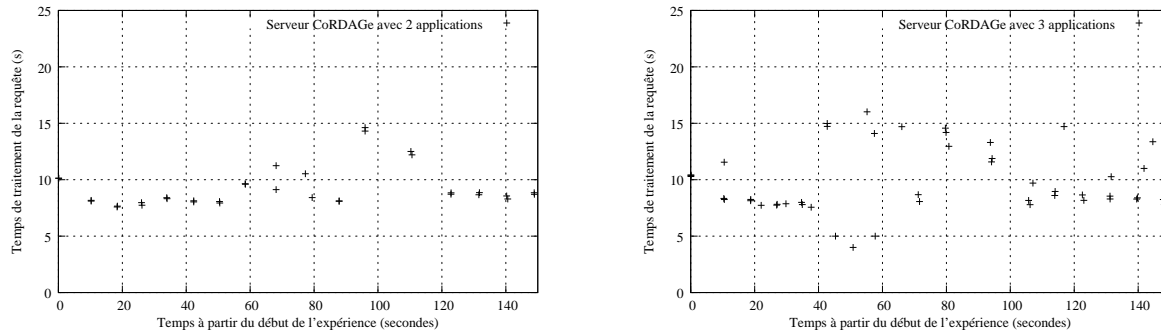 Serveur CoRDAGe avec 2 applications
25
20
15
10
5
0
0 20 40 60 80 100 120 140
Temps de traitement de la requête (s)
Temps à partir du début de l'expérience (secondes)
Serveur CoRDAGe avec 3 applications
25
20
15
10
5
0
0 20 40 60 80 100 120 140
Temps de traitement de la requête (s)
Temps à partir du début de l'expérience (secondes)